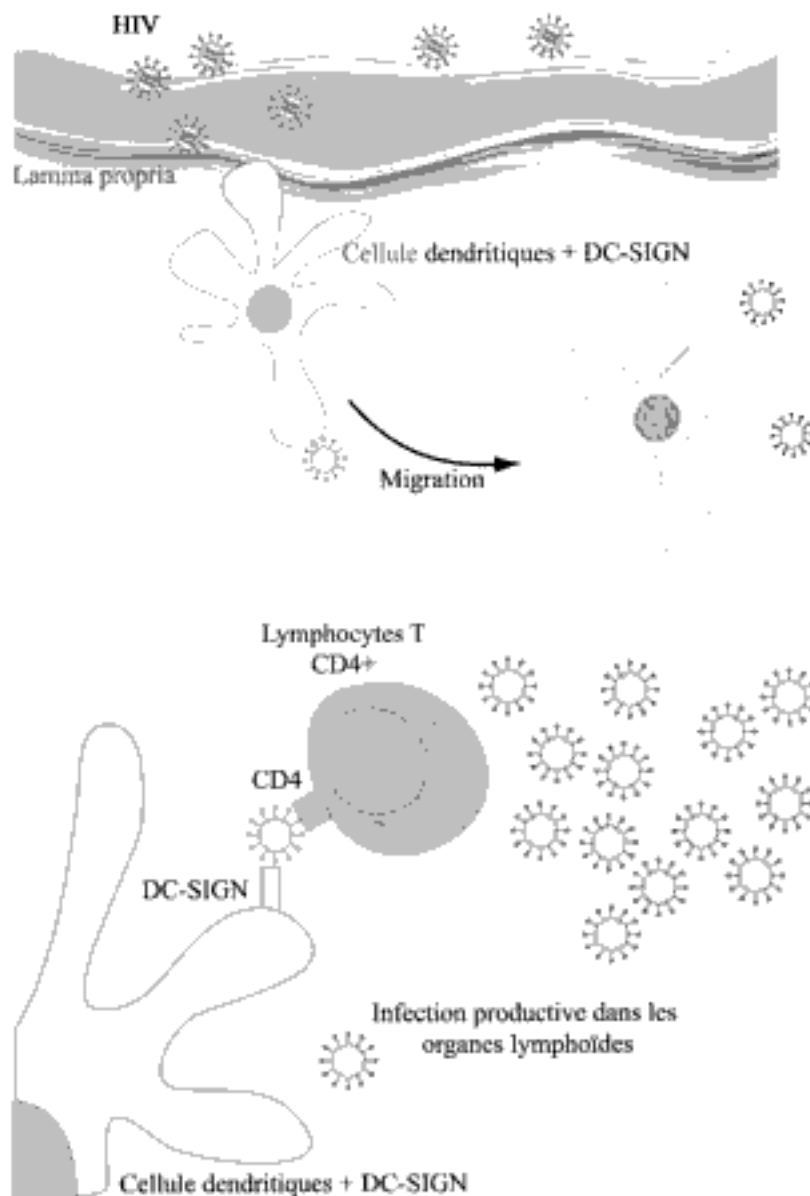 HIV
Lamina propria
Cellule dendritiques + DC-SIGN
Migration
Lymphocytes T
CD4+
CD4
DC-SIGN
Infection productive dans les
organes lymphoïdes
Cellule dendritiques + DC-SIGN